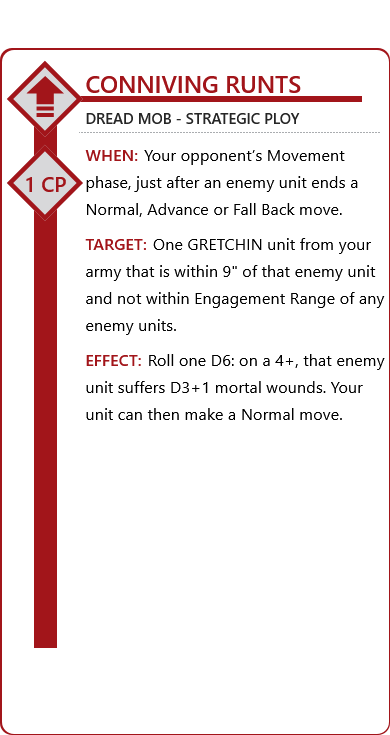 CONNIVING RUNTS
DREAD MOB - STRATEGIC PLOY
1 CP
WHEN: Your opponent’s Movement
phase, just after an enemy unit ends a
Normal, Advance or Fall Back move.
TARGET: One GRETCHIN unit from your
army that is within 9" of that enemy unit
and not within Engagement Range of any
enemy units.
EFFECT: Roll one D6: on a 4+, that enemy
unit suffers D3+1 mortal wounds. Your
unit can then make a Normal move.